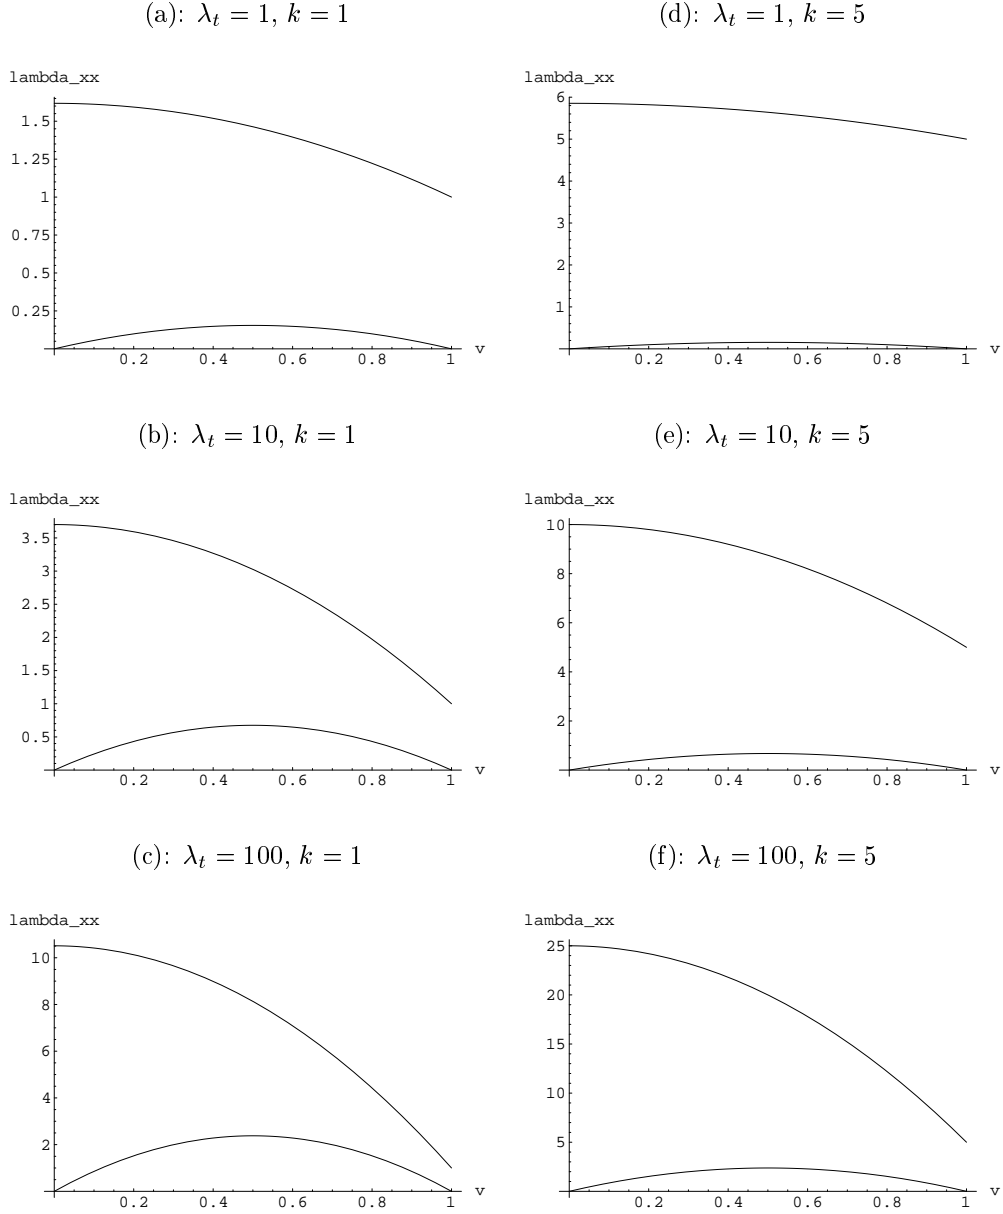 (a): λt = 1, k = 1
lambda_xx
1.5
1.25
1
0.75
0.5
0.25
0.2 0.4 0.6 0.8 1 v
(d): λt = 1, k = 5
lambda_xx
6
5
4
3
2
1
0.2 0.4 0.6 0.8 1 v
(b): λt = 10, k = 1
lambda_xx
3.5
3
2.5
2
1.5
1
0.5
0.2 0.4 0.6 0.8 1 v
(e): λt = 10, k = 5
lambda_xx
10
8
6
4
2
0.2 0.4 0.6 0.8 1 v
(c): λt = 100, k = 1
lambda_xx
10
8
6
4
2
0.2 0.4 0.6 0.8 1 v
(f): λt = 100, k = 5
lambda_xx
25
20
15
10
5
0.2 0.4 0.6 0.8 1 v